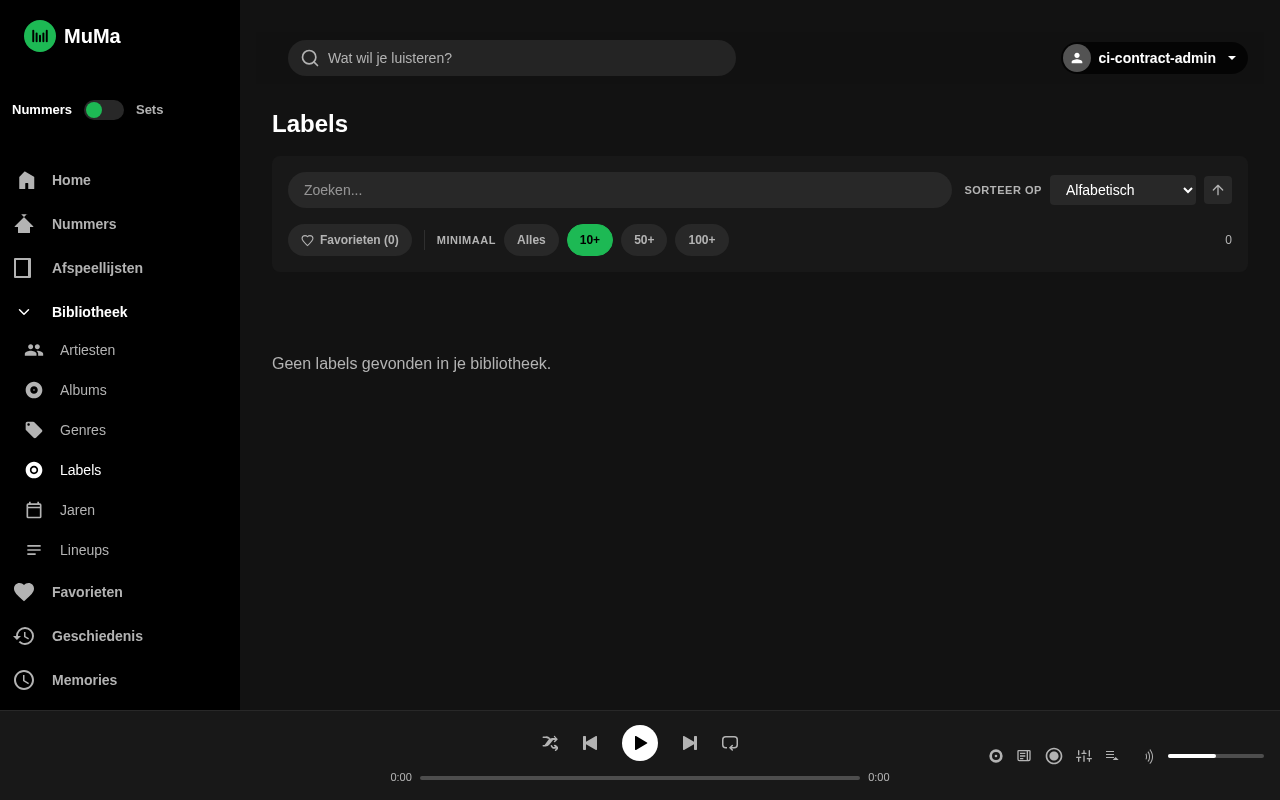 MuMa
Wat wil je luisteren?
ci-contract-admin
Nummers
Sets
Home
Nummers
Afspeellijsten
Bibliotheek
Artiesten
Albums
Genres
Labels
Jaren
Lineups
Favorieten
Geschiedenis
Memories
Labels
Zoeken...
SORTEER OP
Alfabetisch
Favorieten (0)
MINIMAAL
Alles
10+
50+
100+
0
Geen labels gevonden in je bibliotheek.
0:00
0:00